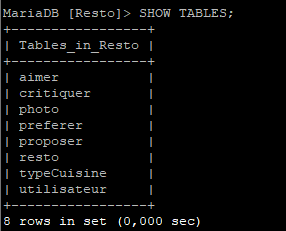 MariaDB [Resto]> SHOW TABLES;
+-----------------+
| Tables_in_Resto |
+-----------------+
| aimer           |
| critiquer       |
| photo           |
| preferer        |
| proposer        |
| resto           |
| typeCuisine     |
| utilisateur     |
+-----------------+
8 rows in set (0,000 sec)